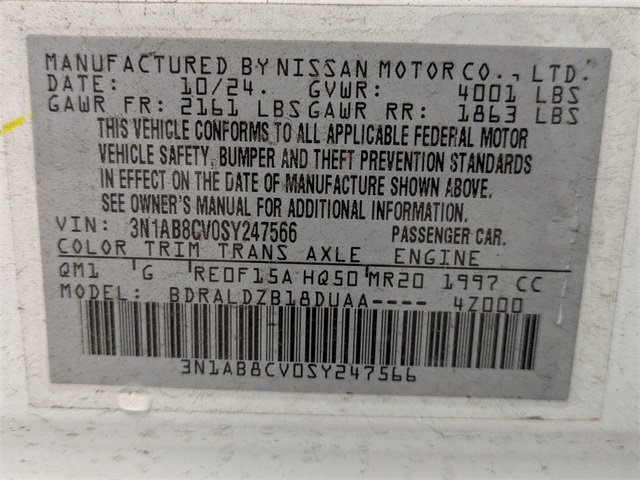 MANUFACTURED BY NISSAN MOTOR CO., LTD.
DATE: 10/24. GVWR: 4001 LBS
GAWR FR: 2161 LBS GAWR RR: 1863 LBS
THIS VEHICLE CONFORMS TO ALL APPLICABLE FEDERAL MOTOR
VEHICLE SAFETY, BUMPER AND THEFT PREVENTION STANDARDS
IN EFFECT ON THE DATE OF MANUFACTURE SHOWN ABOVE.
SEE OWNER'S MANUAL FOR ADDITIONAL INFORMATION.
VIN: 3N1AB8CV0SY247566 PASSENGER CAR.
COLOR TRIM TRANS AXLE ENGINE
QM1 G RE0F15A HQ50 MR20 1997 CC
MODEL: BDRALDZB18DUAA---- 4Z000
3N1AB8CV0SY247566